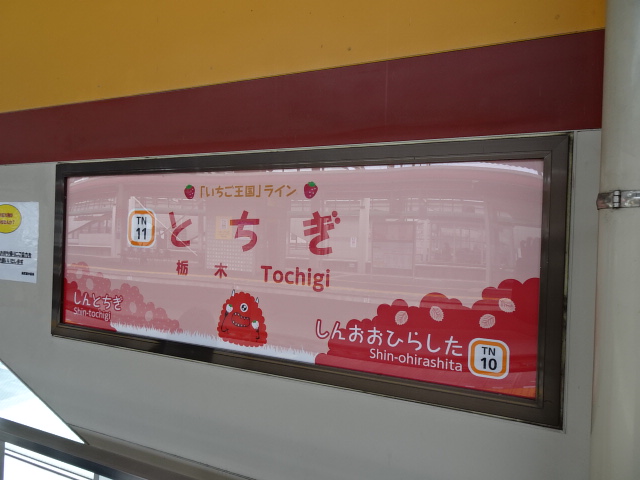 「いちご王国」ライン
TN
11
とちぎ
栃木 Tochigi
しんとちぎ
Shin-tochigi
しんおおひらした
Shin-ohirashita
TN
10